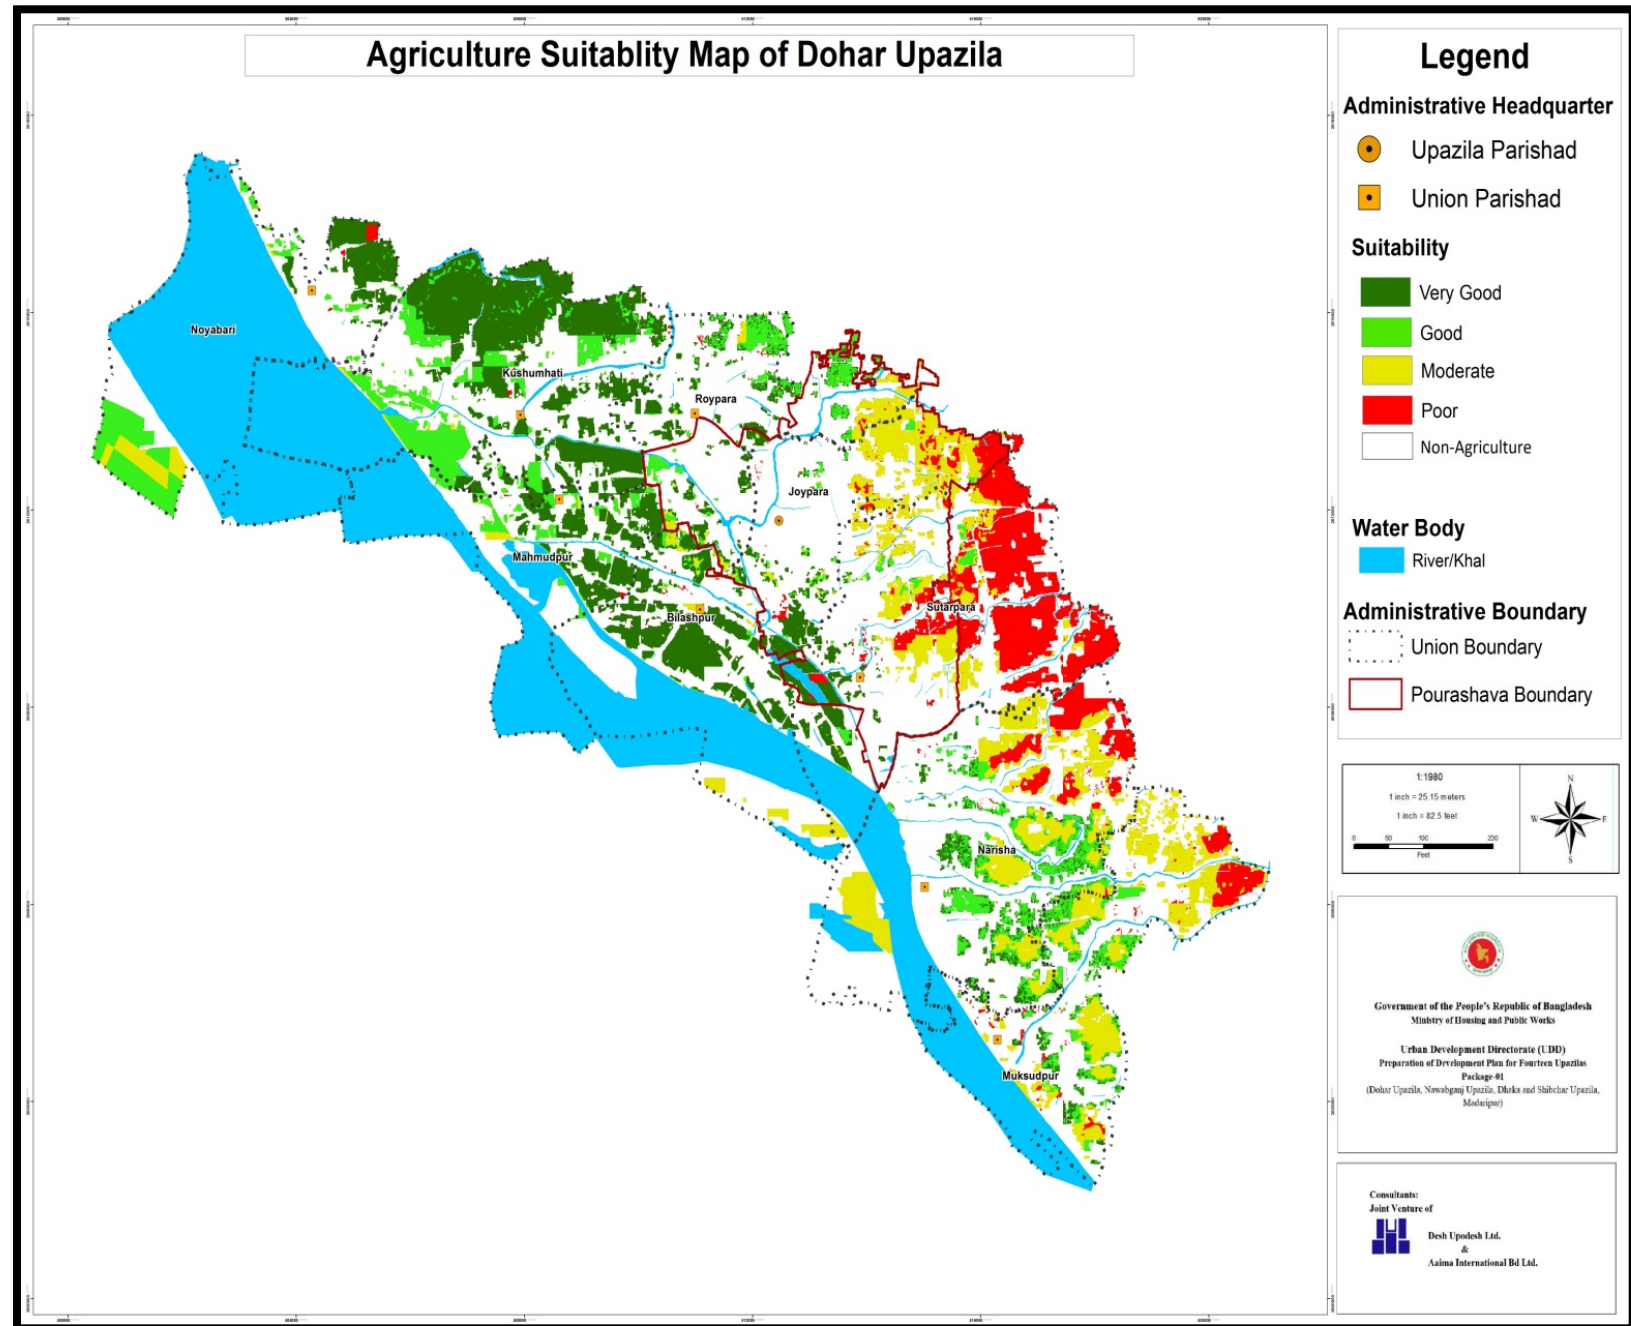 Agriculture Suitablity Map of Dohar Upazila
Noyabari
Kushumhati
Roypara
Joypara
Mahmudpur
Bilashpur
Sutarpara
Narisha
Muksudpur
Legend
Administrative Headquarter
Upazila Parishad
Union Parishad
Suitability
Very Good
Good
Moderate
Poor
Non-Agriculture
Water Body
River/Khal
Administrative Boundary
Union Boundary
Pourashava Boundary
1:1980
1 inch = 25.15 meters
1 inch = 82.5 feet
0 50 100 200
Feet
N
W E
S
Government of the People's Republic of Bangladesh
Ministry of Housing and Public Works
Urban Development Directorate (UDD)
Preparation of Development Plan for Fourteen Upazilas
Package-01
(Dohar Upazila, Nawabganj Upazila, Dhaka and Shibchar Upazila,
Madaripur)
Consultants:
Joint Venture of
Desh Upodesh Ltd.
&
Aaima International Bd Ltd.